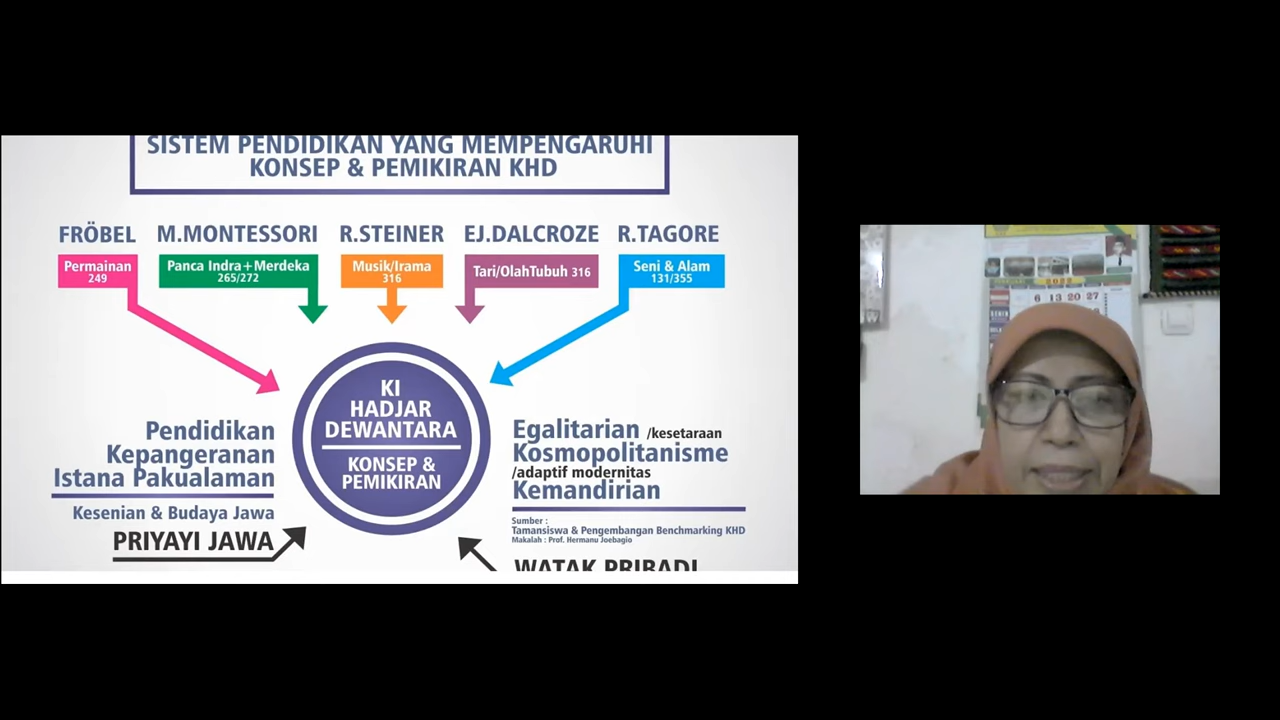 SISTEM PENDIDIKAN YANG MEMPENGARUHI
KONSEP & PEMIKIRAN KHD
FRÖBEL
M.MONTESSORI
R.STEINER
EJ.DALCROZE
R.TAGORE
Permainan
249
Panca Indra+Merdeka
265/272
Musik/Irama
316
Tari/OlahTubuh 316
Seni & Alam
131/355
KI
HADJAR
DEWANTARA
KONSEP &
PEMIKIRAN
Pendidikan
Kepangeranan
Istana Pakualaman
Kesenian & Budaya Jawa
PRIYAYI JAWA
Egalitarian /kesetaraan
Kosmopolitanisme
/adaptif modernitas
Kemandirian
Sumber :
Tamansiswa & Pengembangan Benchmarking KHD
Makalah : Prof. Hermanu Joebagio
WATAK PRIBADI
2022
6 13 20 27